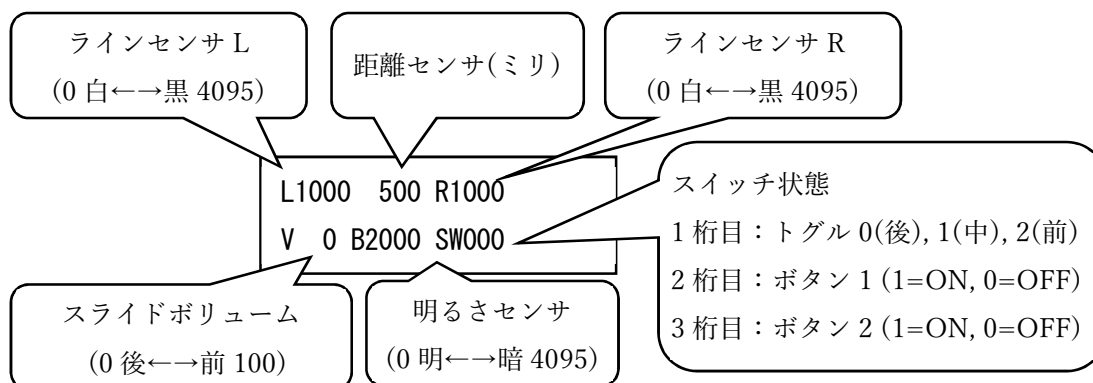 ラインセンサ L
(0 白←→黒 4095)
距離センサ(ミリ)
ラインセンサ R
(0 白←→黒 4095)
L1000 500 R1000
V 0 B2000 SW000
スイッチ状態
1 桁目：トグル 0(後), 1(中), 2(前)
2 桁目：ボタン 1 (1=ON, 0=OFF)
3 桁目：ボタン 2 (1=ON, 0=OFF)
スライドボリューム
(0 後←→前 100)
明るさセンサ
(0 明←→暗 4095)